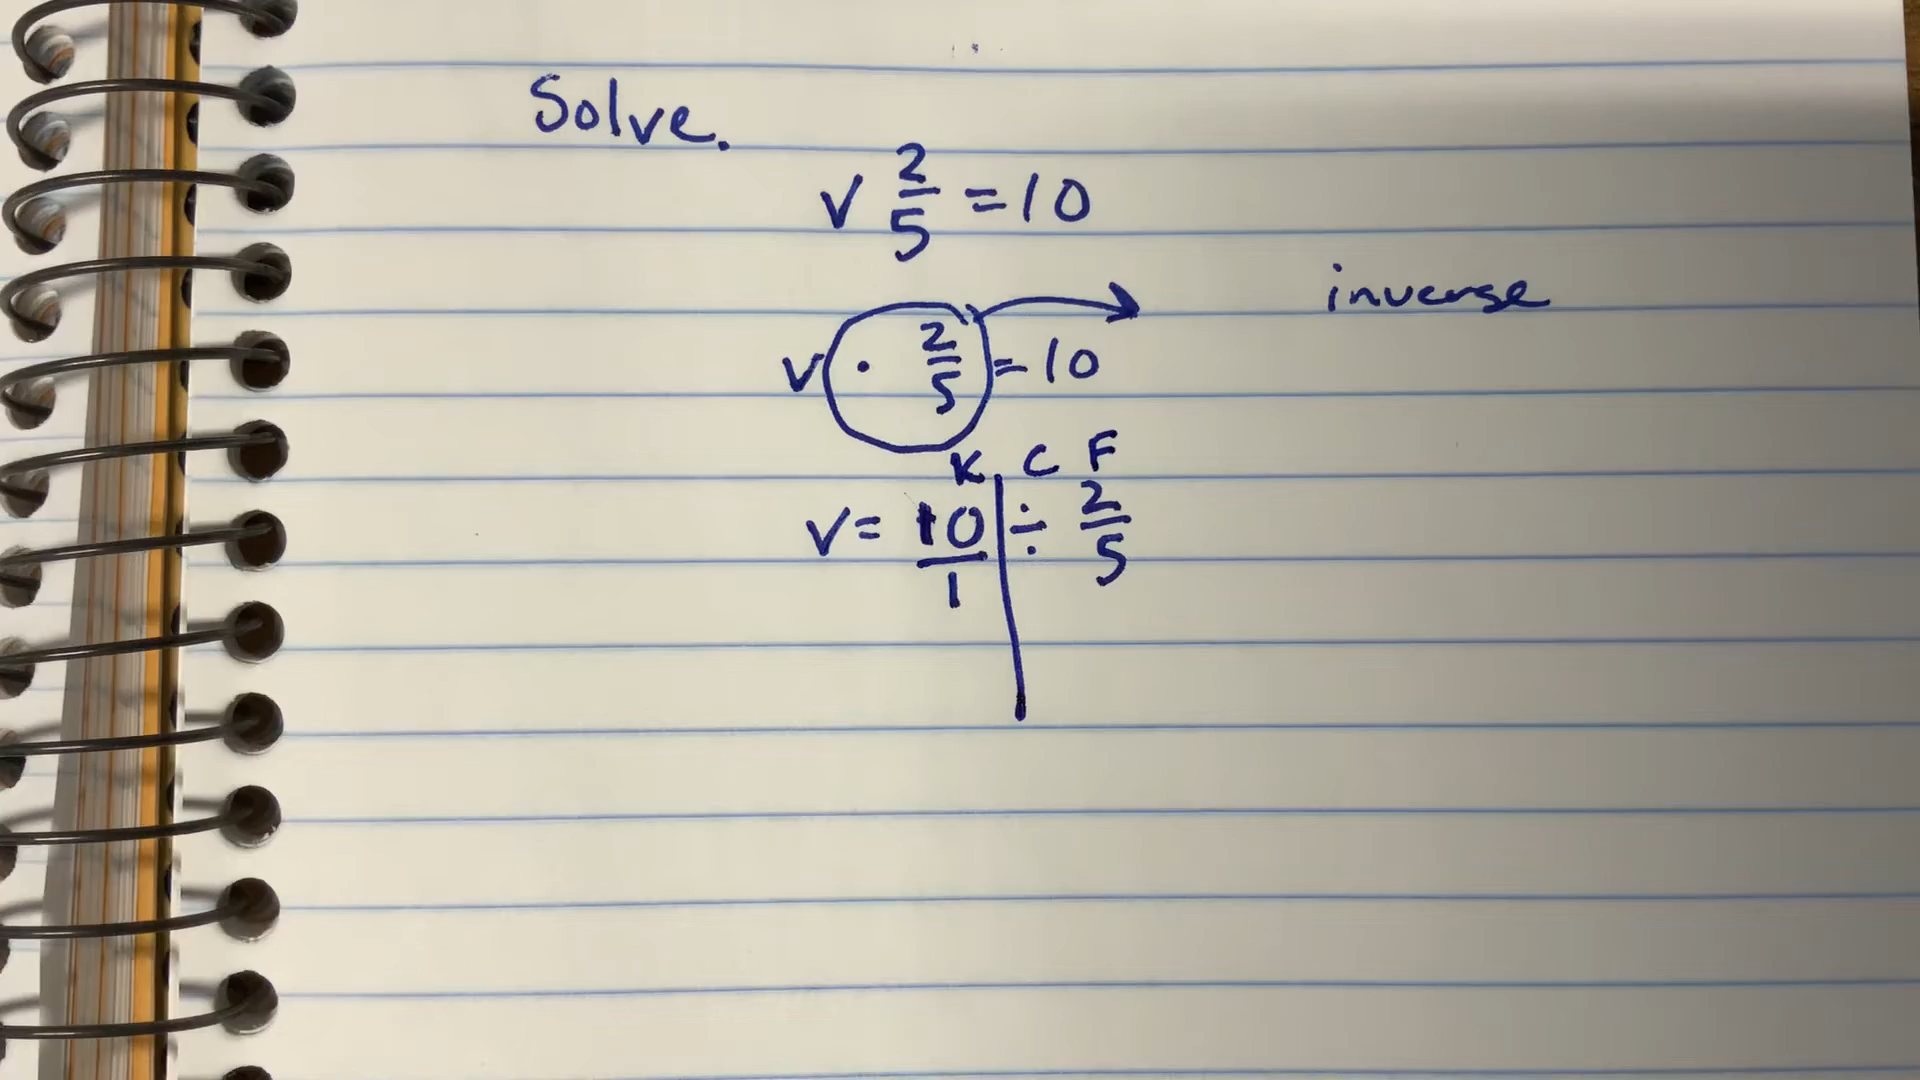 Solve.
v 2/5 = 10
inverse
v · 2/5 = 10
K C F
v = 10/1 ÷ 2/5